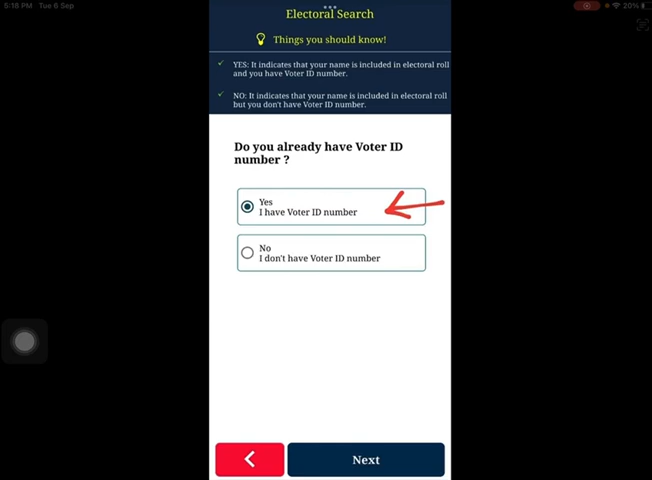 5:18 PM Tue 6 Sep
20%
Electoral Search
Things you should know!
YES: It indicates that your name is included in electoral roll
and you have Voter ID number.
NO: It indicates that your name is included in electoral roll
but you don't have Voter ID number.
Do you already have Voter ID
number ?
Yes
I have Voter ID number
No
I don't have Voter ID number
Next